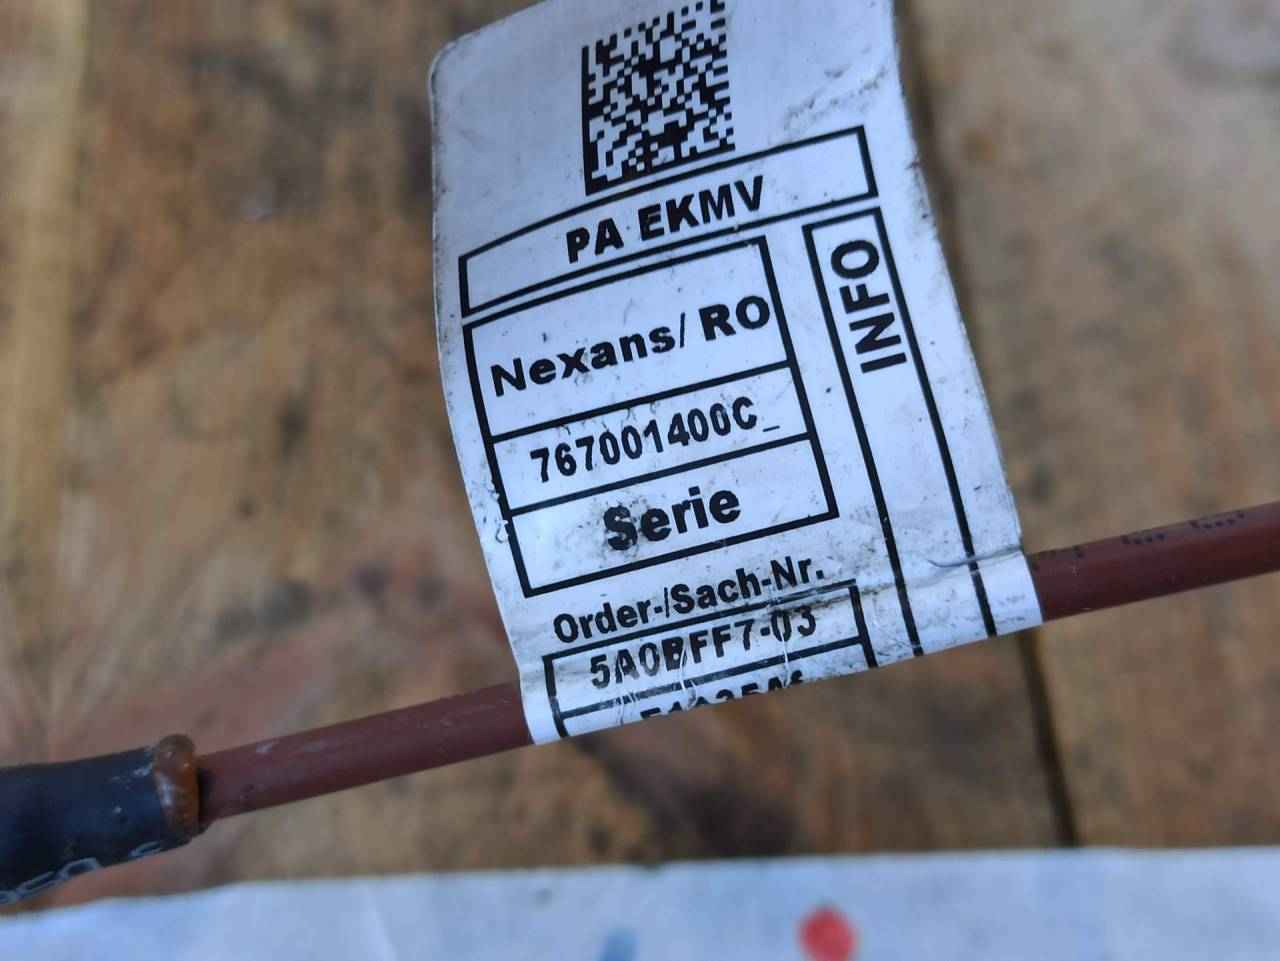 PA EKMV
INFO
Nexans/ RO
767001400C_
Serie
Order-/Sach-Nr.
5A0BFF7-03